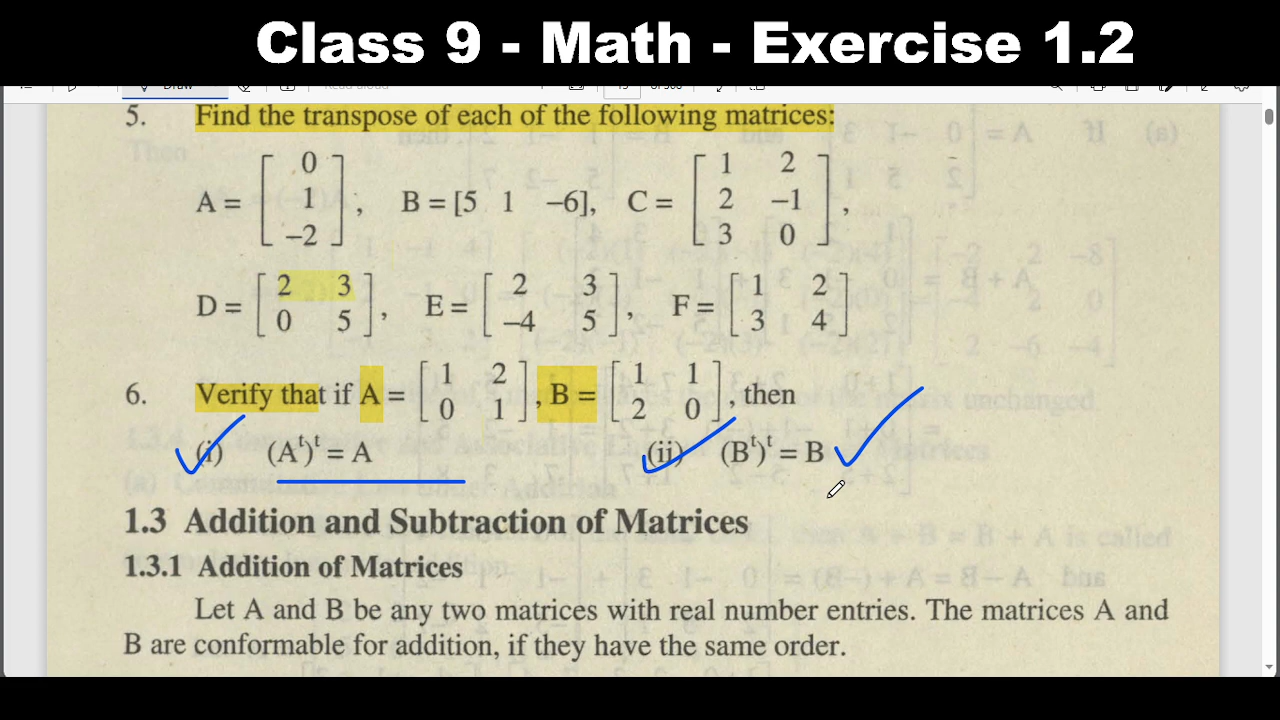 Class 9 - Math - Exercise 1.2
5. Find the transpose of each of the following matrices:
A = [0 1 −2], B = [5 1 −6], C = [1 2 2 −1 3 0],
D = [2 3 0 5], E = [2 3 −4 5], F = [1 2 3 4]
6. Verify that if A = [1 2 0 1], B = [1 1 2 0], then
(i) (Aᵗ)ᵗ = A (ii) (Bᵗ)ᵗ = B
1.3 Addition and Subtraction of Matrices
1.3.1 Addition of Matrices
Let A and B be any two matrices with real number entries. The matrices A and
B are conformable for addition, if they have the same order.